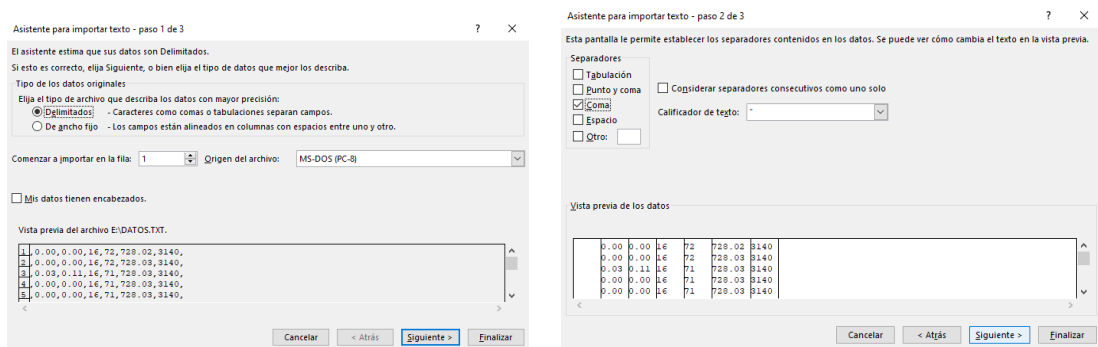 Asistente para importar texto - paso 1 de 3
? ×
El asistente estima que sus datos son Delimitados.
Si esto es correcto, elija Siguiente, o bien elija el tipo de datos que mejor los describa.
Tipo de los datos originales
Elija el tipo de archivo que describa los datos con mayor precisión:
Delimitados - Caracteres como comas o tabulaciones separan campos.
De ancho fijo - Los campos están alineados en columnas con espacios entre uno y otro.
Comenzar a importar en la fila: 1 Origen del archivo: MS-DOS (PC-8)
Mis datos tienen encabezados.
Vista previa del archivo E:\DATOS.TXT.
1 ,0.00,0.00,16,72,728.02,3140,
2 ,0.00,0.00,16,72,728.03,3140,
3 ,0.03,0.11,16,71,728.03,3140,
4 ,0.00,0.00,16,71,728.03,3140,
5 ,0.00,0.00,16,71,728.03,3140,
Cancelar < Atrás Siguiente > Finalizar
Asistente para importar texto - paso 2 de 3
? ×
Esta pantalla le permite establecer los separadores contenidos en los datos. Se puede ver cómo cambia el texto en la vista previa.
Separadores
Tabulación
Punto y coma
Coma
Espacio
Otro:
Considerar separadores consecutivos como uno solo
Calificador de texto: "
Vista previa de los datos
0.00 0.00 16 72 728.02 3140
0.00 0.00 16 72 728.03 3140
0.03 0.11 16 71 728.03 3140
0.00 0.00 16 71 728.03 3140
0.00 0.00 16 71 728.03 3140
Cancelar < Atrás Siguiente > Finalizar